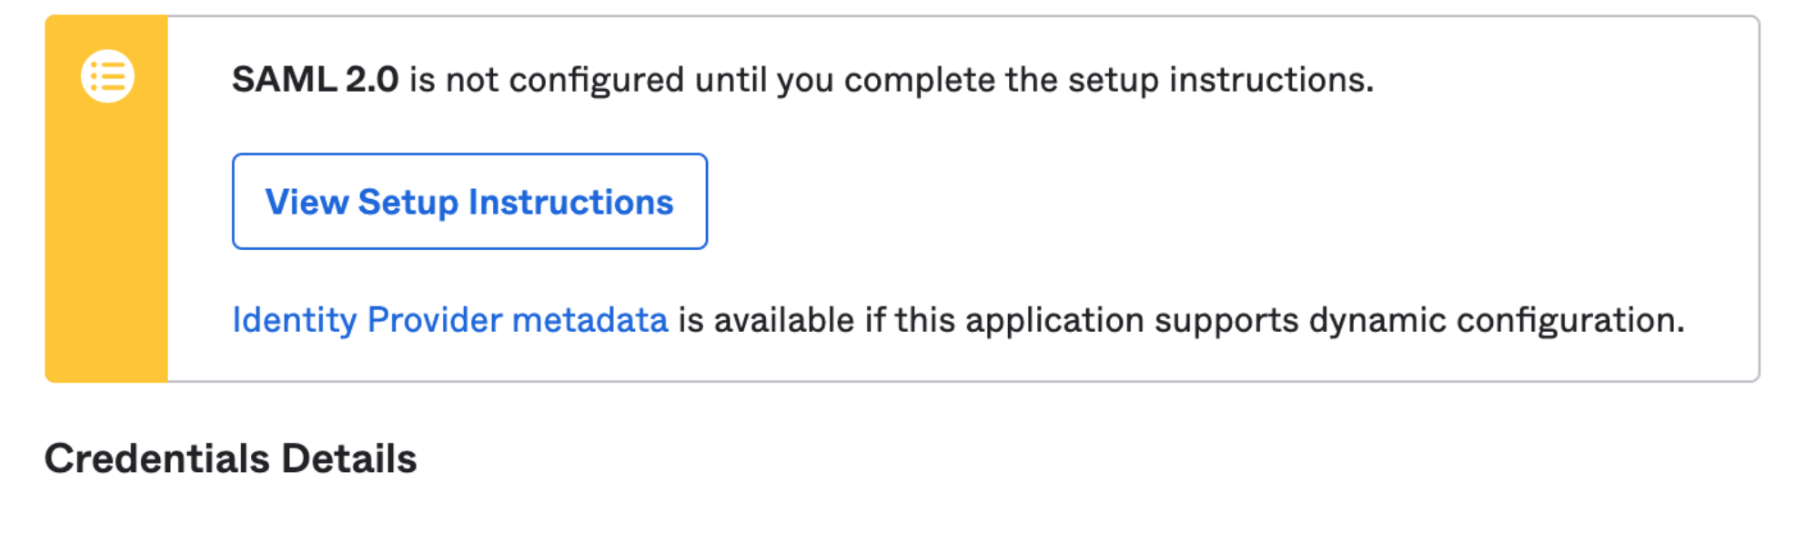 SAML 2.0 is not configured until you complete the setup instructions.
View Setup Instructions
Identity Provider metadata is available if this application supports dynamic configuration.
Credentials Details